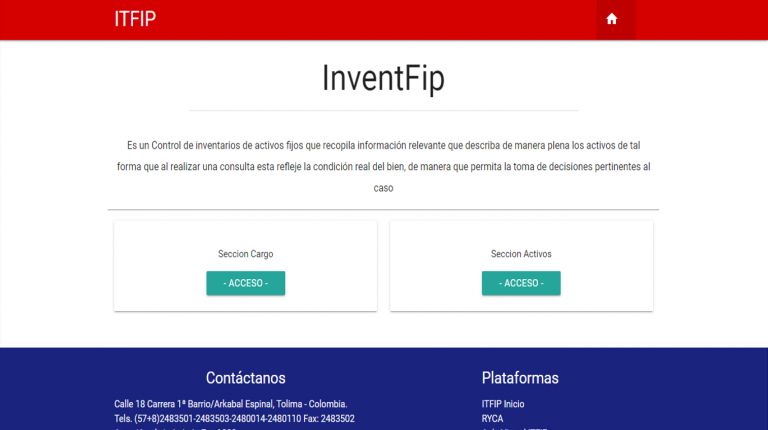 ITFIP
InventFip
Es un Control de inventarios de activos fijos que recopila información relevante que describa de manera plena los activos de tal
forma que al realizar una consulta esta refleje la condición real del bien, de manera que permita la toma de decisiones pertinentes al
caso
Seccion Cargo
- ACCESO -
Seccion Activos
- ACCESO -
Contáctanos
Calle 18 Carrera 1ª Barrio/Arkabal Espinal, Tolima - Colombia.
Tels. (57+8)2483501-2483503-2480014-2480110 Fax: 2483502
Plataformas
ITFIP Inicio
RYCA